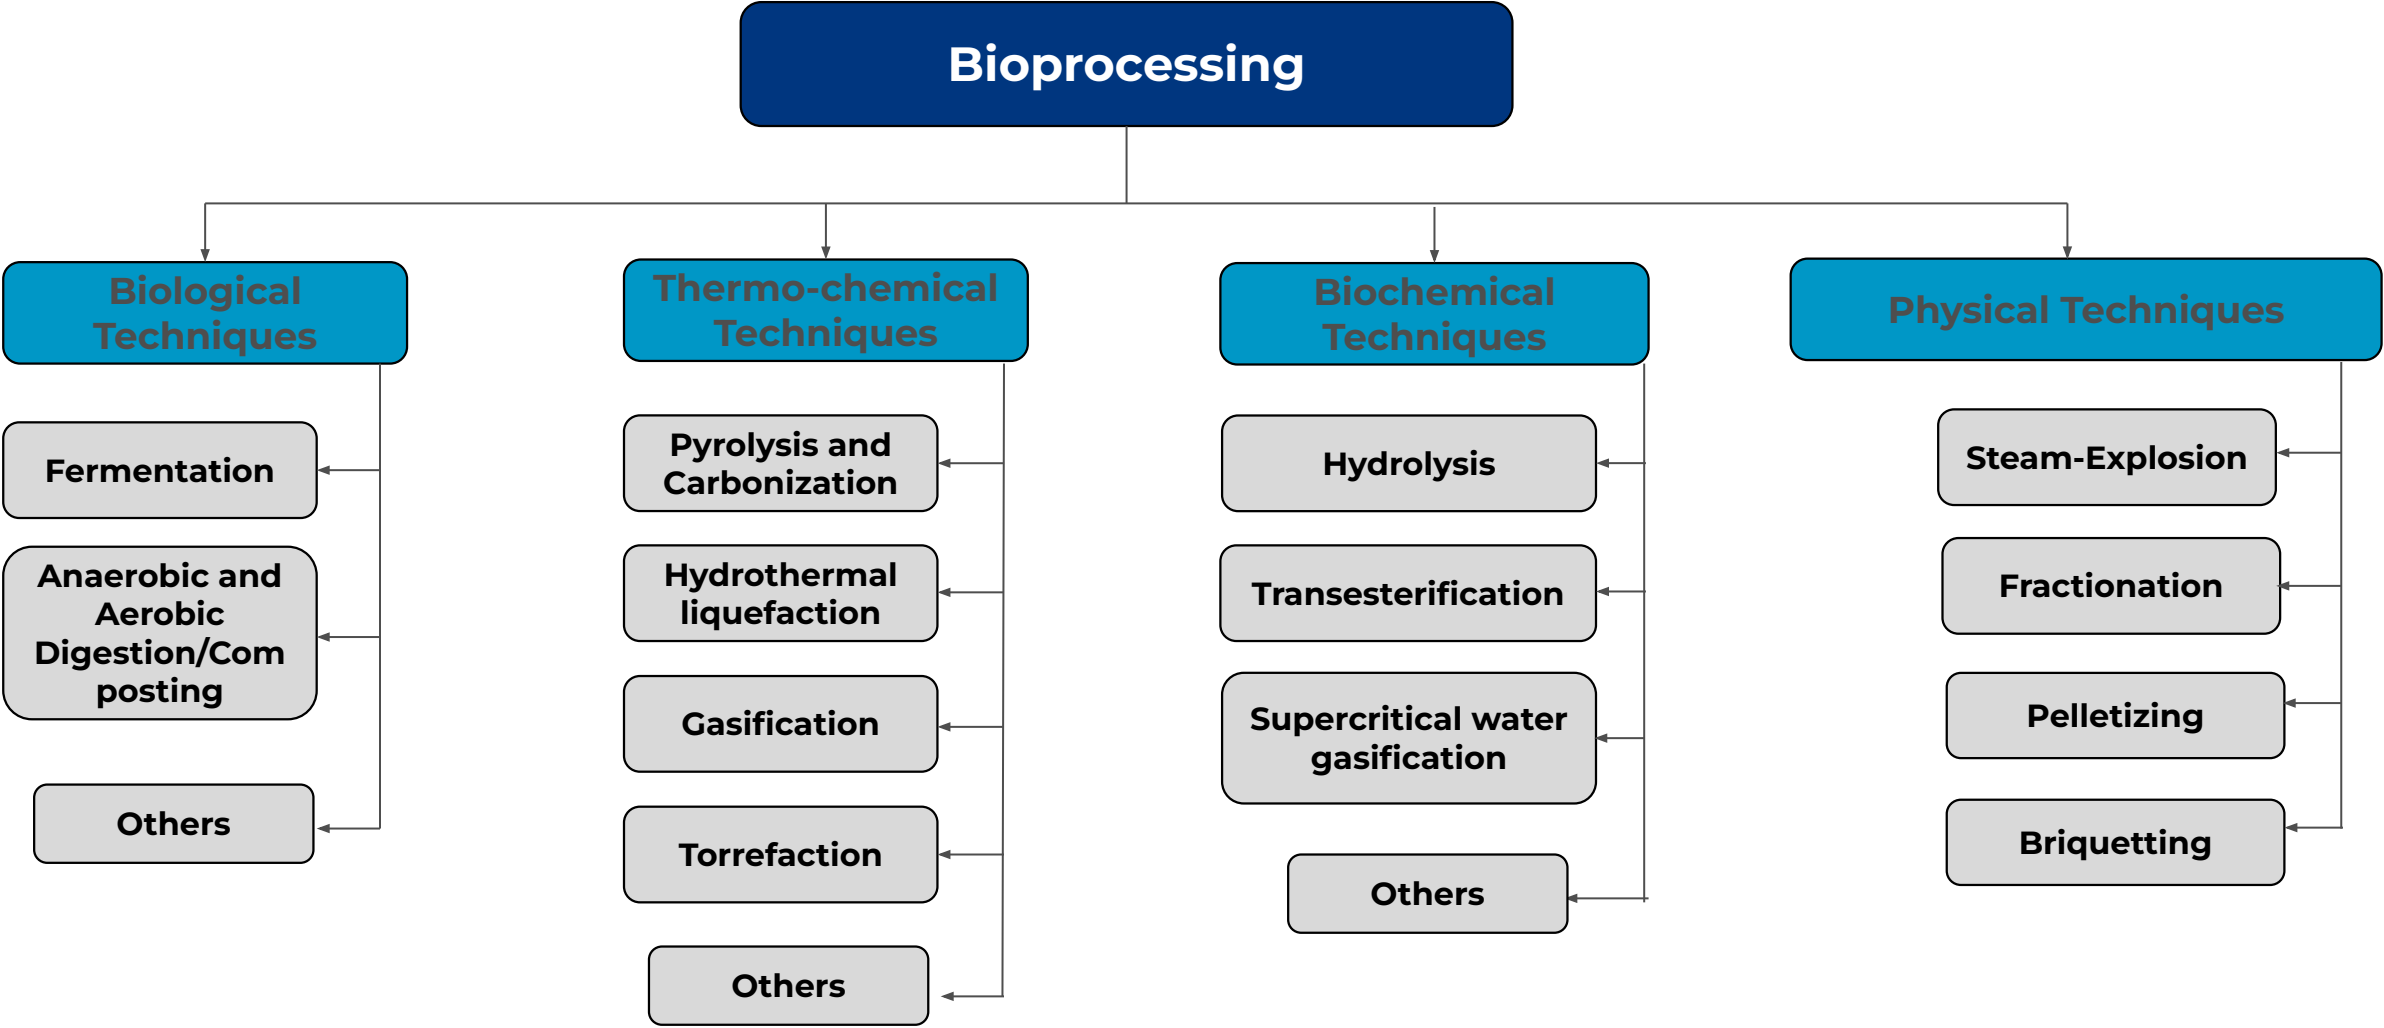 Bioprocessing
Biological
Techniques
Fermentation
Anaerobic and
Aerobic
Digestion/Com
posting
Others
Thermo-chemical
Techniques
Pyrolysis and
Carbonization
Hydrothermal
liquefaction
Gasification
Torrefaction
Others
Biochemical
Techniques
Hydrolysis
Transesterification
Supercritical water
gasification
Others
Physical Techniques
Steam-Explosion
Fractionation
Pelletizing
Briquetting